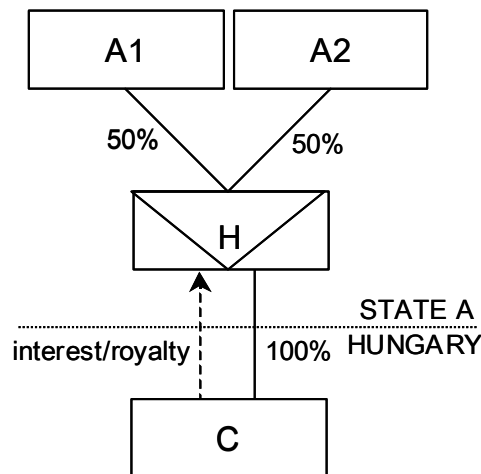 A1 A2
50% 50%
H
STATE A
interest/royalty 100% HUNGARY
C